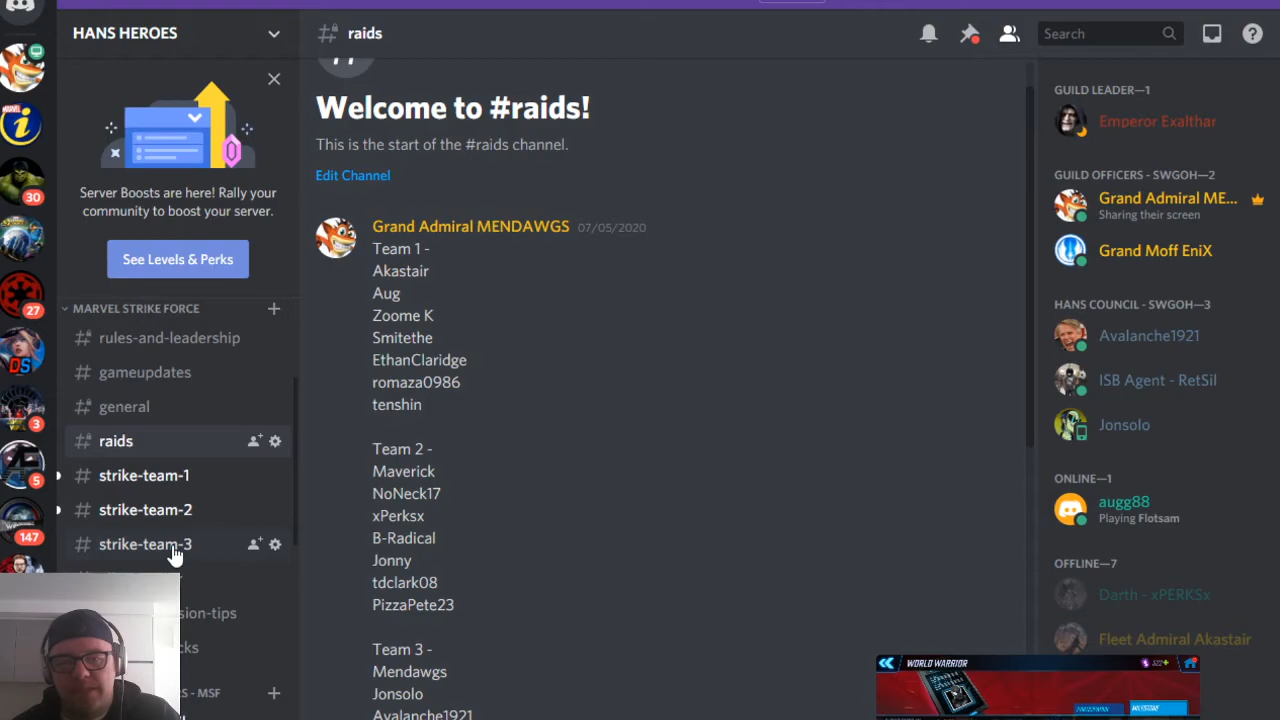 HANS HEROES
raids
Search
Server Boosts are here! Rally your
community to boost your server.
See Levels & Perks
MARVEL STRIKE FORCE
rules-and-leadership
gameupdates
general
raids
strike-team-1
strike-team-2
strike-team-3
sion-tips
cks
S - MSF
30
27
DS
3
5
147
Welcome to #raids!
This is the start of the #raids channel.
Edit Channel
Grand Admiral MENDAWGS 07/05/2020
Team 1 -
Akastair
Aug
Zoome K
Smitethe
EthanClaridge
romaza0986
tenshin
Team 2 -
Maverick
NoNeck17
xPerksx
B-Radical
Jonny
tdclark08
PizzaPete23
Team 3 -
Mendawgs
Jonsolo
Avalanche1921
GUILD LEADER—1
Emperor Exalthar
GUILD OFFICERS - SWGOH—2
Grand Admiral ME...
Sharing their screen
Grand Moff EniX
HANS COUNCIL - SWGOH—3
Avalanche1921
ISB Agent - RetSil
Jonsolo
ONLINE—1
augg88
Playing Flotsam
OFFLINE—7
Darth - xPERKSx
Fleet Admiral Akastair
WORLD WARRIOR
MILESTONE